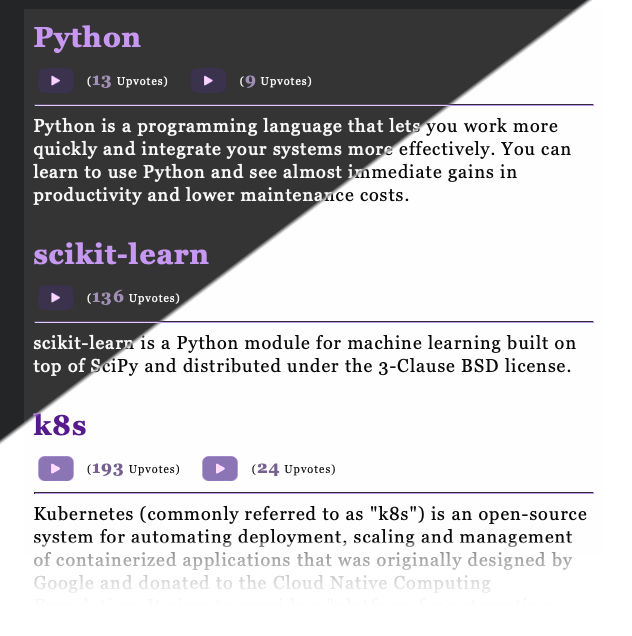 Python
(13 Upvotes) (9 Upvotes)
Python is a programming language that lets you work more
quickly and integrate your systems more effectively. You can
learn to use Python and see almost immediate gains in
productivity and lower maintenance costs.
scikit-learn
(136 Upvotes)
scikit-learn is a Python module for machine learning built on
top of SciPy and distributed under the 3-Clause BSD license.
k8s
(193 Upvotes) (24 Upvotes)
Kubernetes (commonly referred to as "k8s") is an open-source
system for automating deployment, scaling and management
of containerized applications that was originally designed by
Google and donated to the Cloud Native Computing